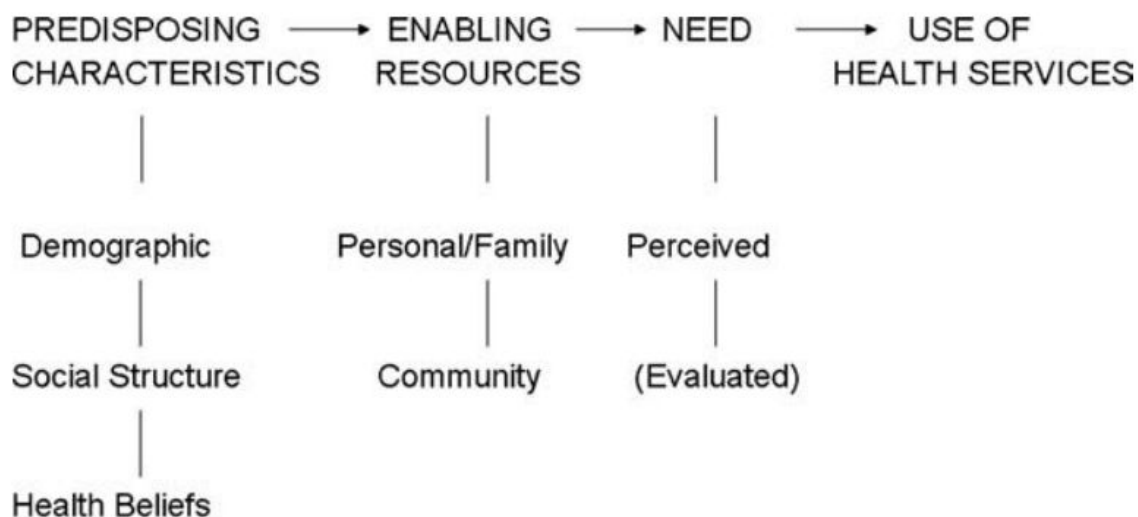 PREDISPOSING CHARACTERISTICS
ENABLING RESOURCES
NEED
USE OF HEALTH SERVICES
Demographic
Personal/Family
Perceived
Social Structure
Community
(Evaluated)
Health Beliefs